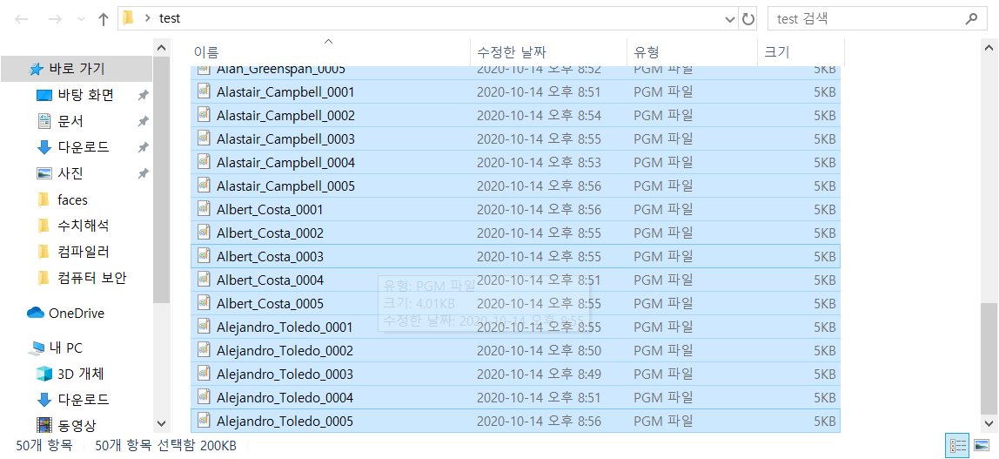 test
test 검색
이름 수정한 날짜 유형 크기
바로 가기
바탕 화면
문서
다운로드
사진
faces
수치해석
컴파일러
컴퓨터 보안
OneDrive
내 PC
3D 개체
다운로드
동영상
Alan_Greenspan_0005 2020-10-14 오후 8:52 PGM 파일 5KB
Alastair_Campbell_0001 2020-10-14 오후 8:51 PGM 파일 5KB
Alastair_Campbell_0002 2020-10-14 오후 8:54 PGM 파일 5KB
Alastair_Campbell_0003 2020-10-14 오후 8:55 PGM 파일 5KB
Alastair_Campbell_0004 2020-10-14 오후 8:53 PGM 파일 5KB
Alastair_Campbell_0005 2020-10-14 오후 8:56 PGM 파일 5KB
Albert_Costa_0001 2020-10-14 오후 8:56 PGM 파일 5KB
Albert_Costa_0002 2020-10-14 오후 8:55 PGM 파일 5KB
Albert_Costa_0003 2020-10-14 오후 8:55 PGM 파일 5KB
Albert_Costa_0004 2020-10-14 오후 8:51 PGM 파일 5KB
Albert_Costa_0005 2020-10-14 오후 8:55 PGM 파일 5KB
Alejandro_Toledo_0001 2020-10-14 오후 8:55 PGM 파일 5KB
Alejandro_Toledo_0002 2020-10-14 오후 8:50 PGM 파일 5KB
Alejandro_Toledo_0003 2020-10-14 오후 8:49 PGM 파일 5KB
Alejandro_Toledo_0004 2020-10-14 오후 8:51 PGM 파일 5KB
Alejandro_Toledo_0005 2020-10-14 오후 8:56 PGM 파일 5KB
유형: PGM 파일
크기: 4.01KB
수정한 날짜: 2020-10-14 오후 8:55
50개 항목 50개 항목 선택함 200KB